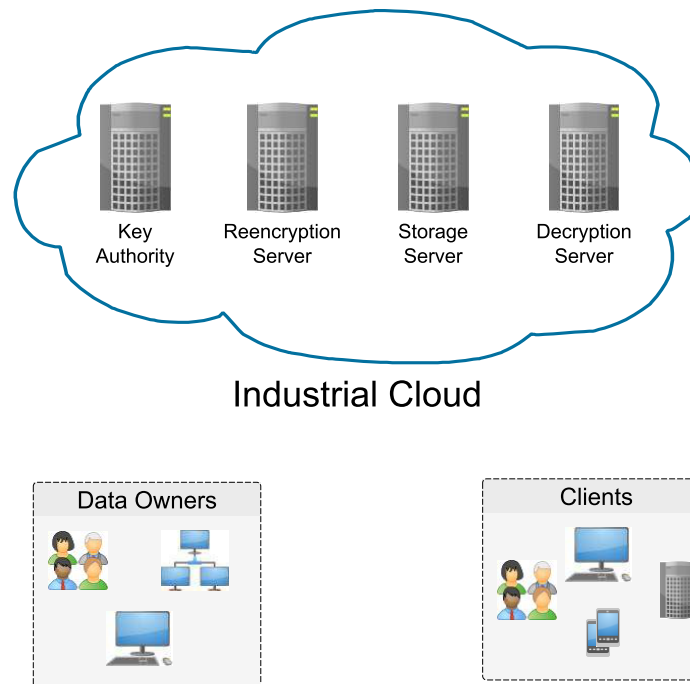 Key
Authority
Reencryption
Server
Storage
Server
Decryption
Server
Industrial Cloud
Data Owners
Clients